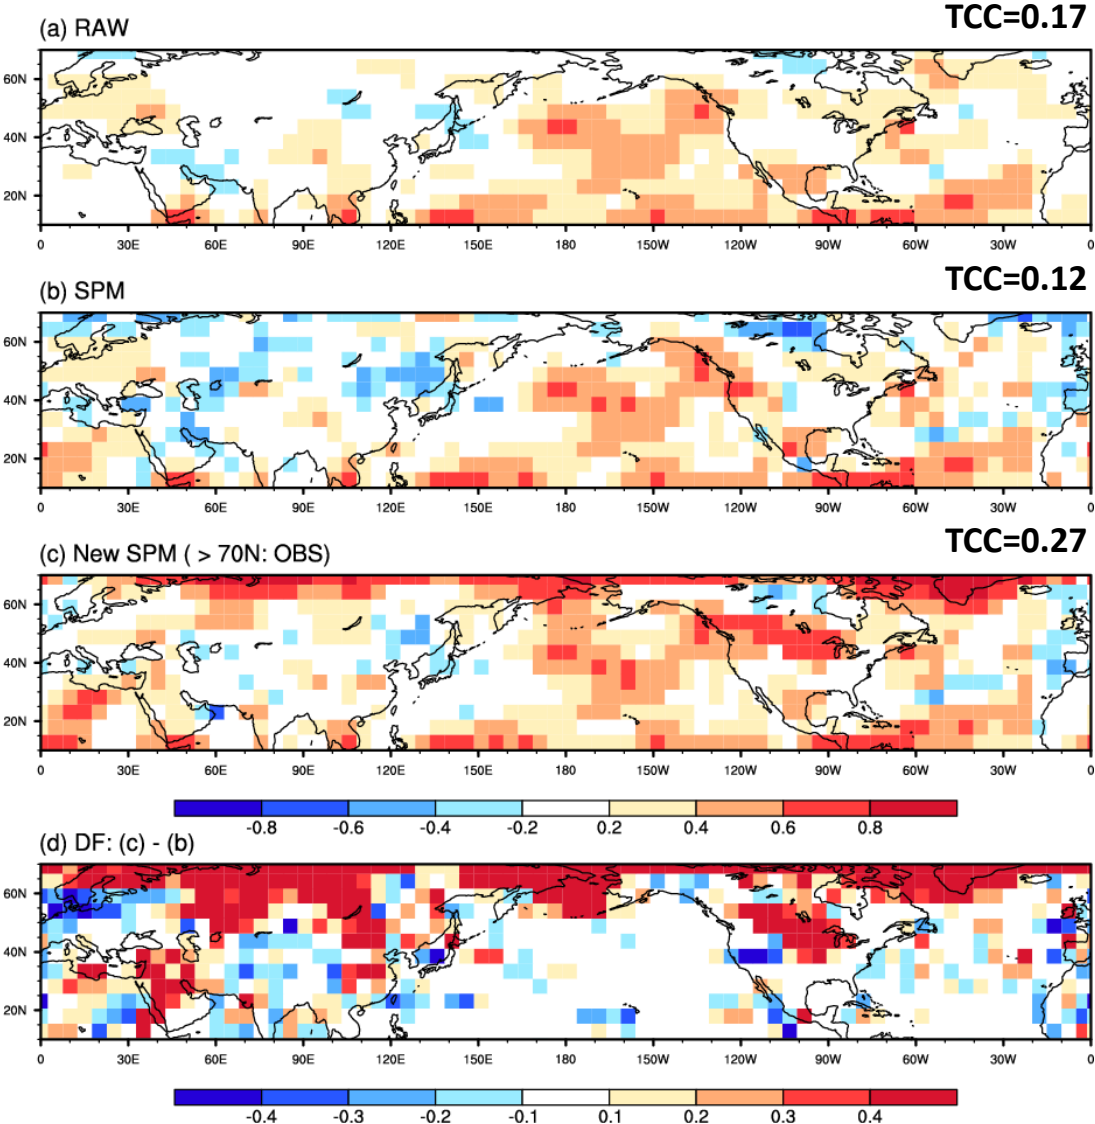 (a) RAW TCC=0.17
60N
40N
20N
0 30E 60E 90E 120E 150E 180 150W 120W 90W 60W 30W 0
(b) SPM TCC=0.12
60N
40N
20N
0 30E 60E 90E 120E 150E 180 150W 120W 90W 60W 30W 0
(c) New SPM ( > 70N: OBS) TCC=0.27
60N
40N
20N
0 30E 60E 90E 120E 150E 180 150W 120W 90W 60W 30W 0
-0.8 -0.6 -0.4 -0.2 0.2 0.4 0.6 0.8
(d) DF: (c) - (b)
60N
40N
20N
0 30E 60E 90E 120E 150E 180 150W 120W 90W 60W 30W 0
-0.4 -0.3 -0.2 -0.1 0.1 0.2 0.3 0.4